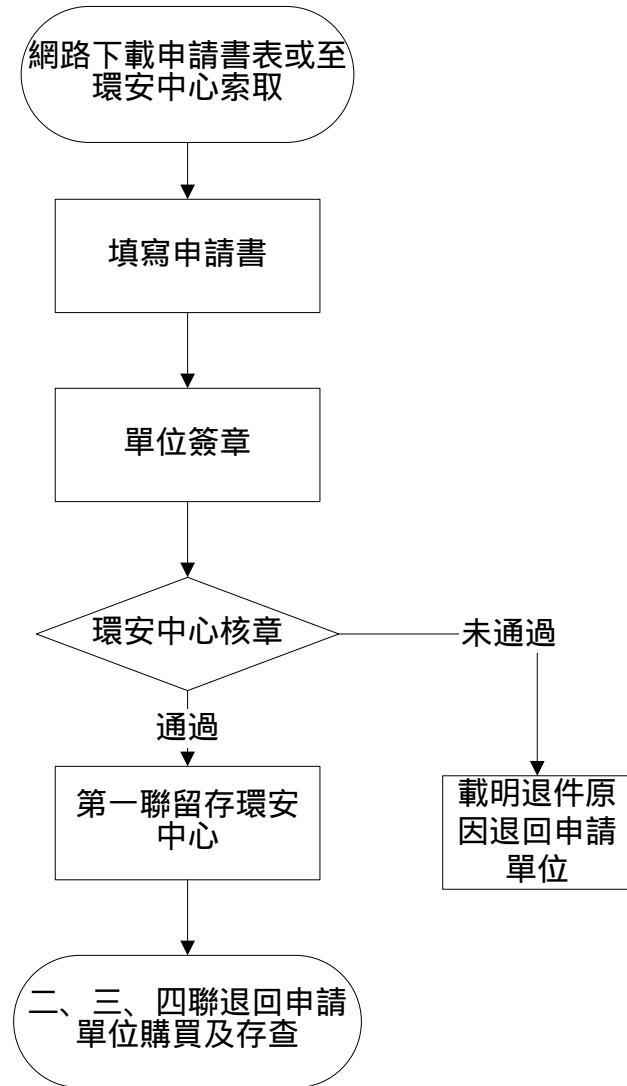 網路下載申請書表或至
環安中心索取
填寫申請書
單位簽章
環安中心核章
未通過
通過
第一聯留存環安
中心
載明退件原
因退回申請
單位
二、三、四聯退回申請
單位購買及存查